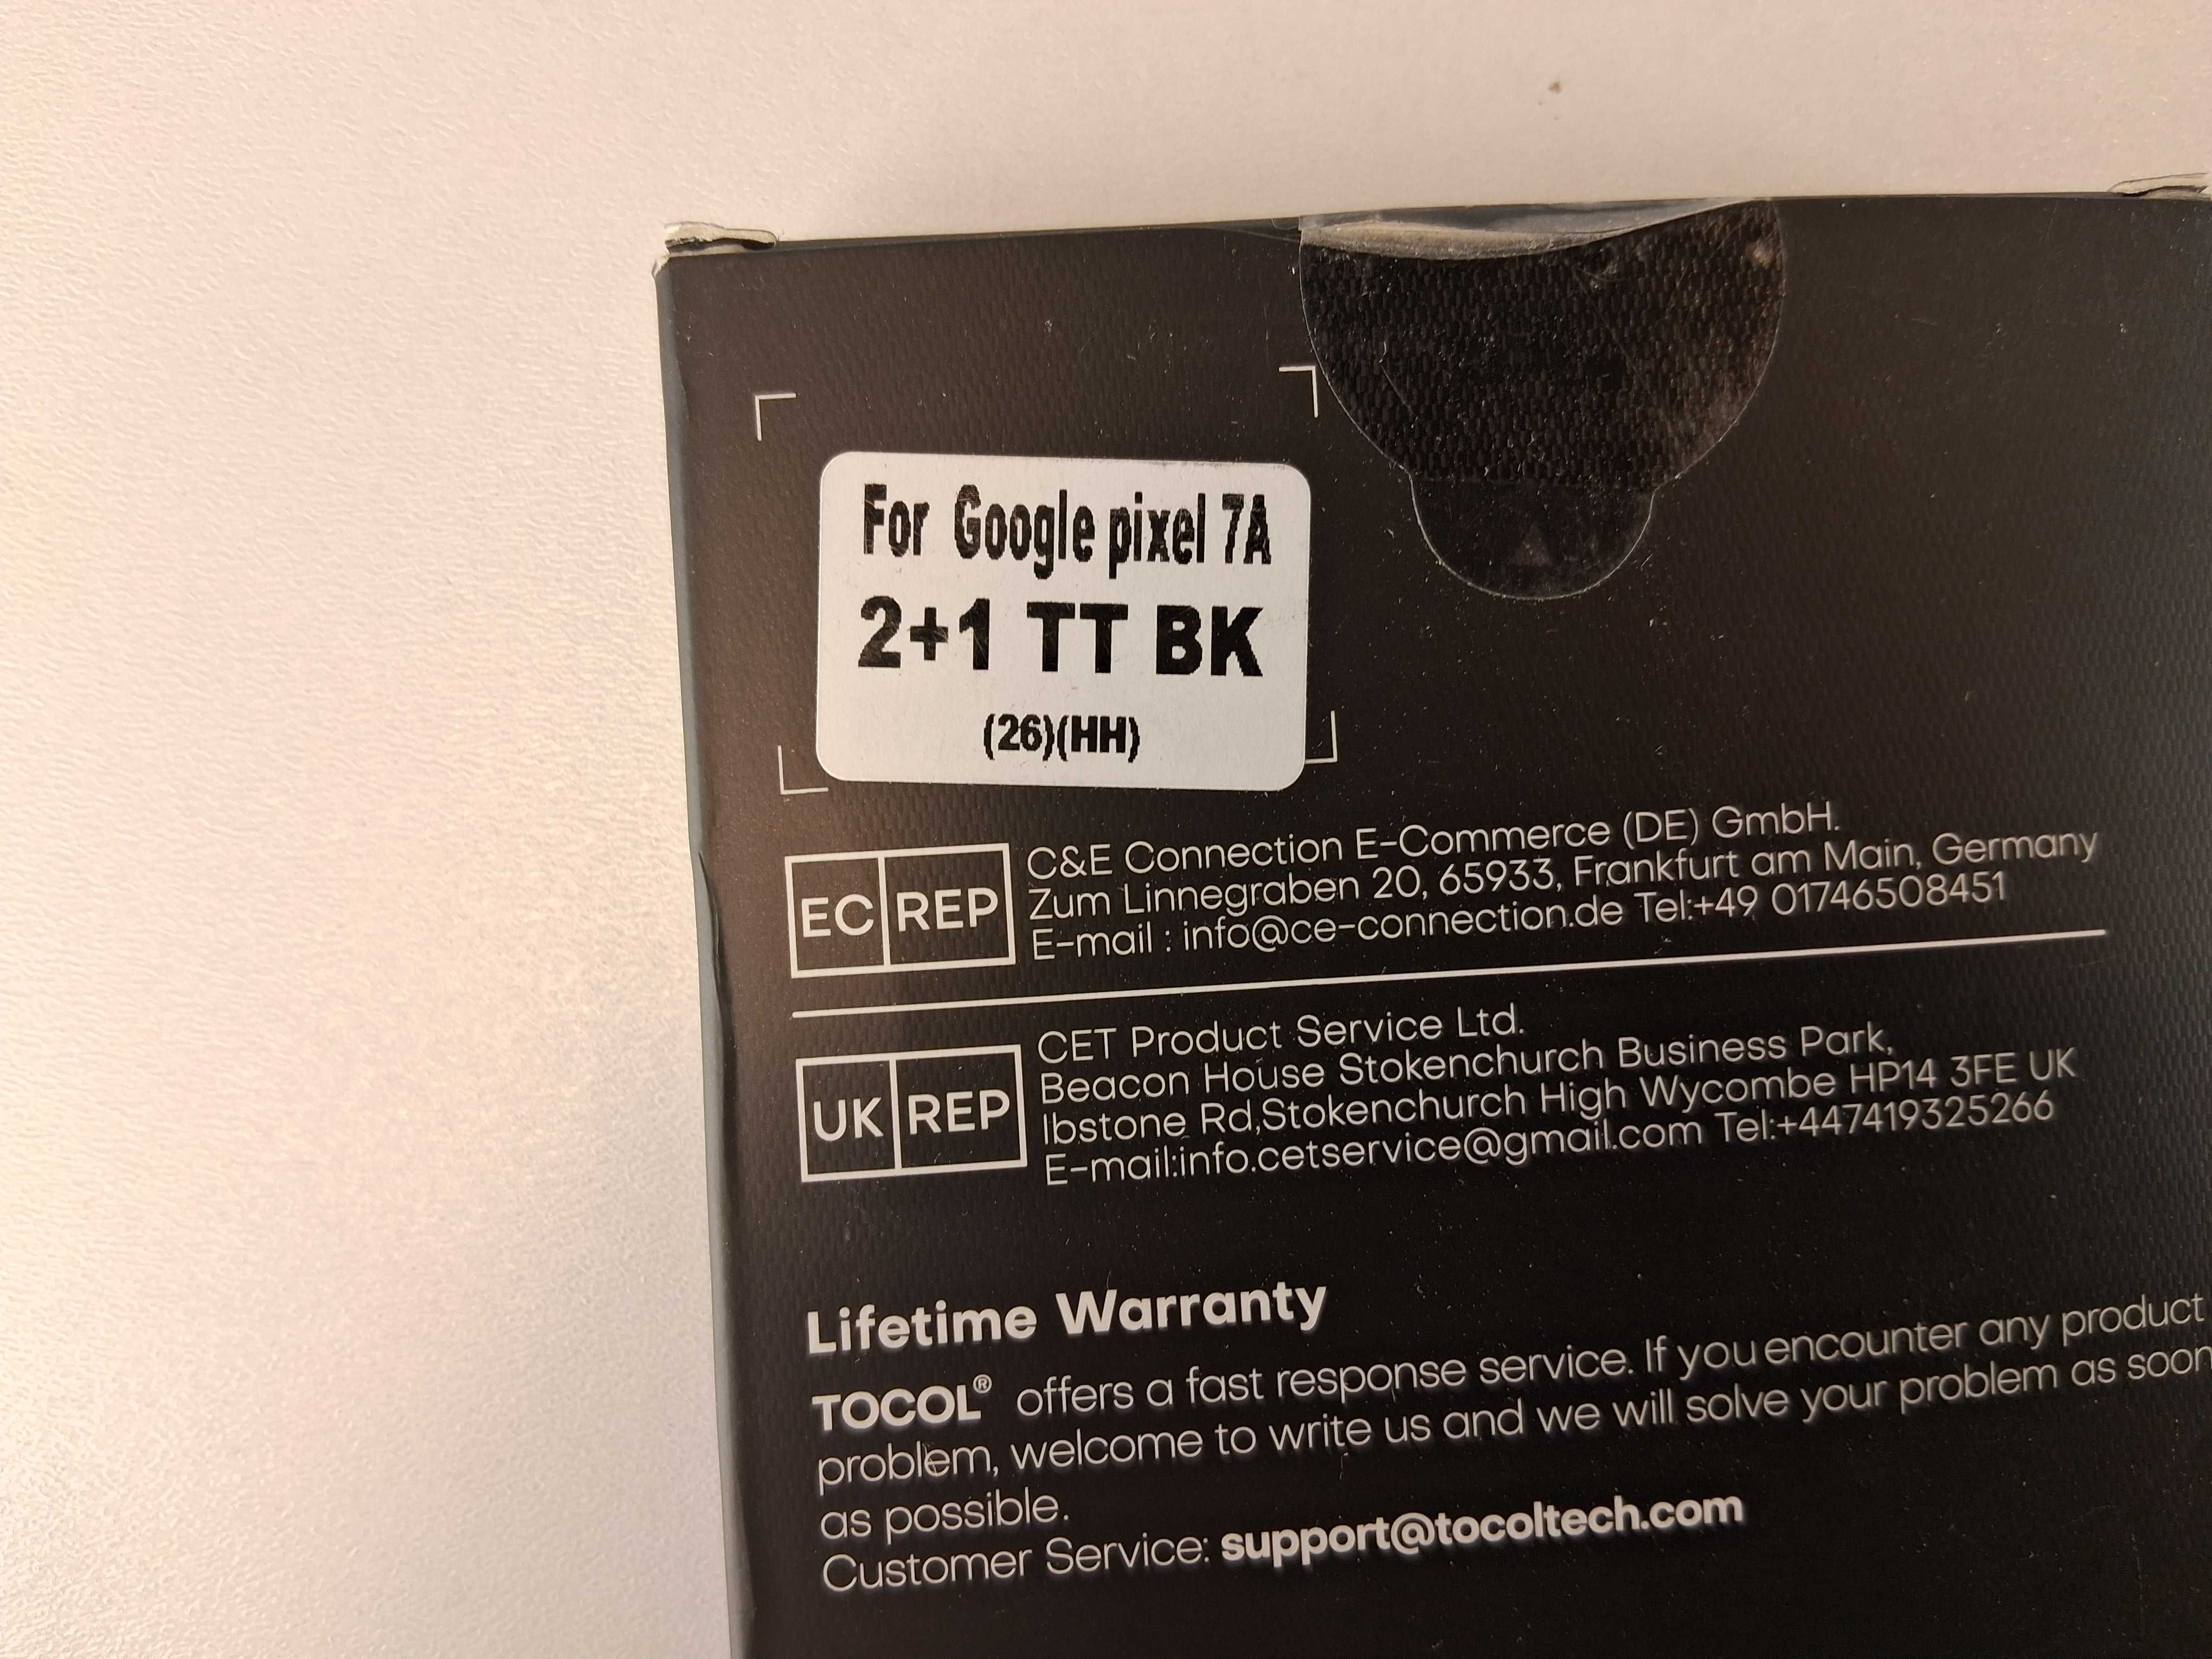 For Google pixel 7A
2+1 TT BK
(26)(HH)
EC REP
C&E Connection E-Commerce (DE) GmbH.
Zum Linnegraben 20, 65933, Frankfurt am Main, Germany
E-mail : info@ce-connection.de Tel:+49 01746508451
UK REP
CET Product Service Ltd.
Beacon House Stokenchurch Business Park,
Ibstone Rd,Stokenchurch High Wycombe HP14 3FE UK
E-mail:info.cetservice@gmail.com Tel:+447419325266
Lifetime Warranty
TOCOL® offers a fast response service. If you encounter any product
problem, welcome to write us and we will solve your problem as soon
as possible.
Customer Service: support@tocoltech.com